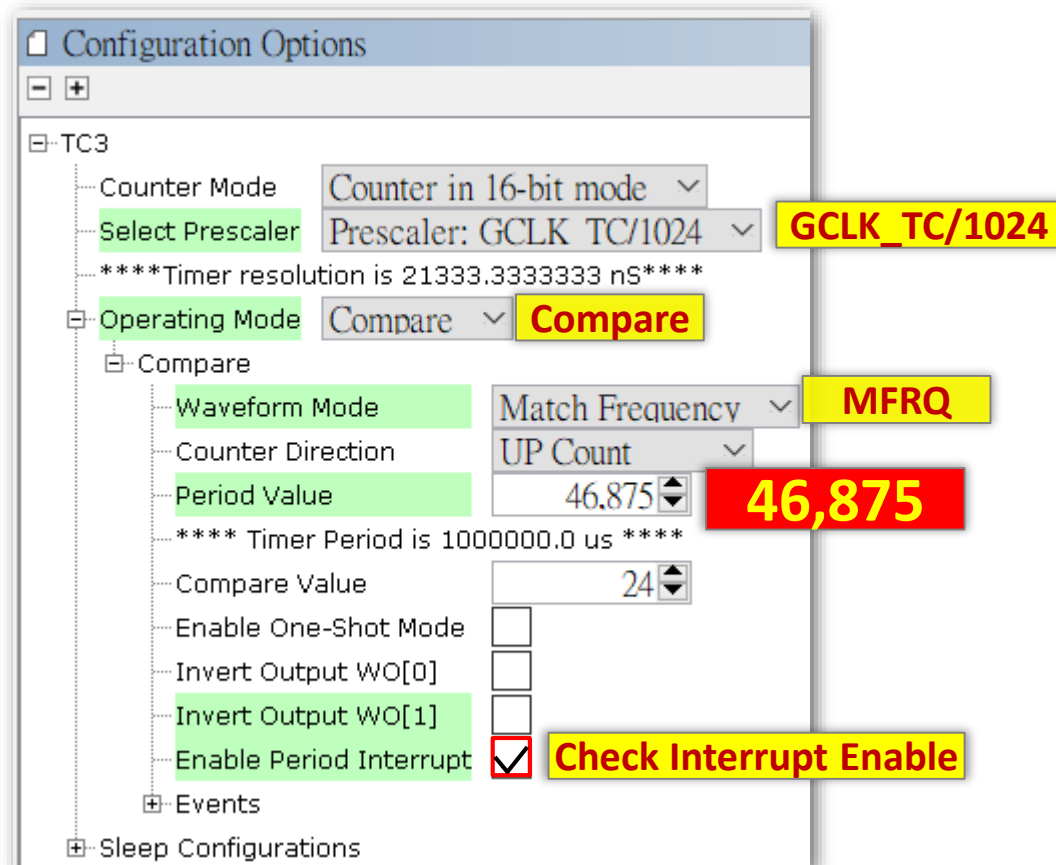 Configuration Options
TC3
Counter Mode Counter in 16-bit mode
Select Prescaler Prescaler: GCLK_TC/1024 GCLK_TC/1024
****Timer resolution is 21333.3333333 nS****
Operating Mode Compare Compare
Compare
Waveform Mode Match Frequency MFRQ
Counter Direction UP Count
Period Value 46,875 46,875
**** Timer Period is 1000000.0 us ****
Compare Value 24
Enable One-Shot Mode
Invert Output WO[0]
Invert Output WO[1]
Enable Period Interrupt Check Interrupt Enable
Events
Sleep Configurations